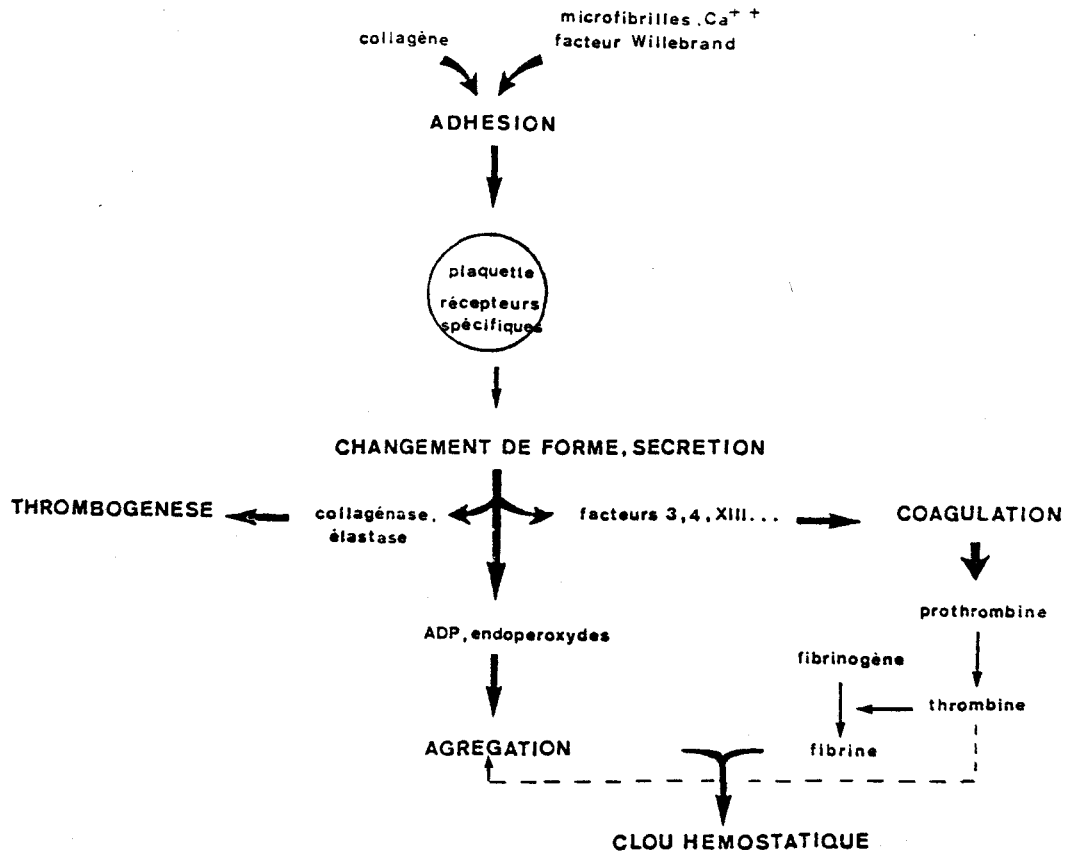 microfibrilles, Ca++
collagène
facteur Willebrand
ADHESION
plaquette
récepteurs
spécifiques
CHANGEMENT DE FORME, SECRETION
THROMBOGENESE
collagénase,
élastase
facteurs 3, 4, XIII...
COAGULATION
prothrombine
ADP, endoperoxydes
fibrinogène
thrombine
AGREGATION
fibrine
CLOU HEMOSTATIQUE